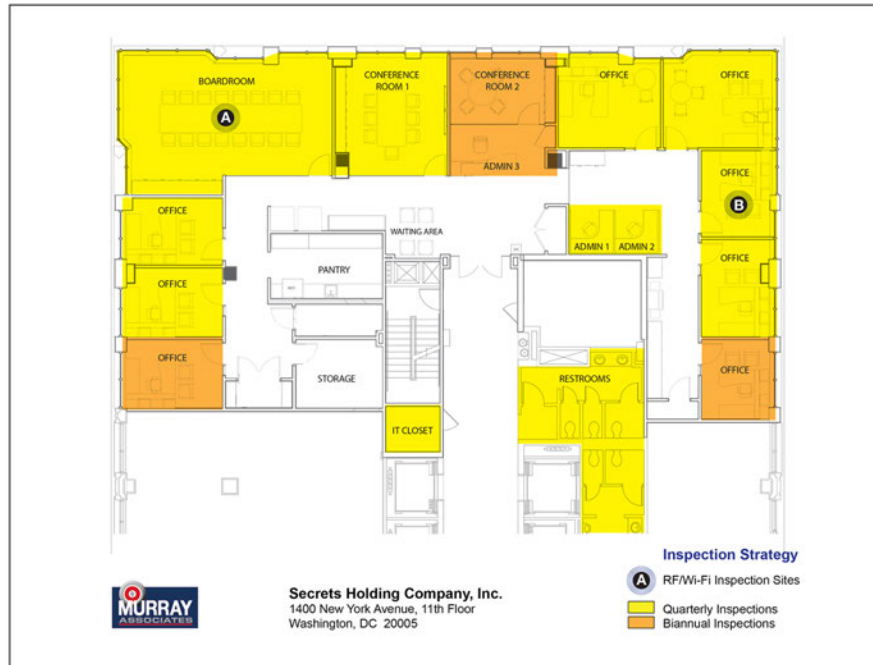 BOARDROOM
A
CONFERENCE
ROOM 1
CONFERENCE
ROOM 2
ADMIN 3
OFFICE
OFFICE
OFFICE
B
OFFICE
WAITING AREA
ADMIN 1
ADMIN 2
OFFICE
PANTRY
OFFICE
OFFICE
OFFICE
STORAGE
RESTROOMS
OFFICE
IT CLOSET
Inspection Strategy
A RF/Wi-Fi Inspection Sites
Quarterly Inspections
Biannual Inspections
MURRAY
ASSOCIATES
Secrets Holding Company, Inc.
1400 New York Avenue, 11th Floor
Washington, DC 20005